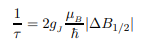 1/τ = 2g_J μ_B/ħ |ΔB_{1/2}|